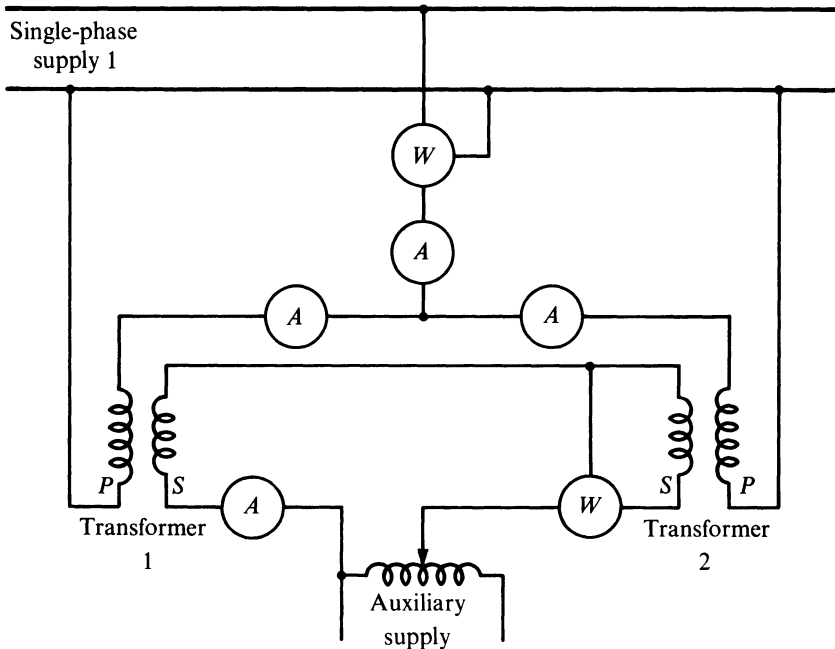 Single-phase
supply 1
W
A
A
A
P
S
A
W
S
P
Transformer
1
Transformer
2
Auxiliary
supply